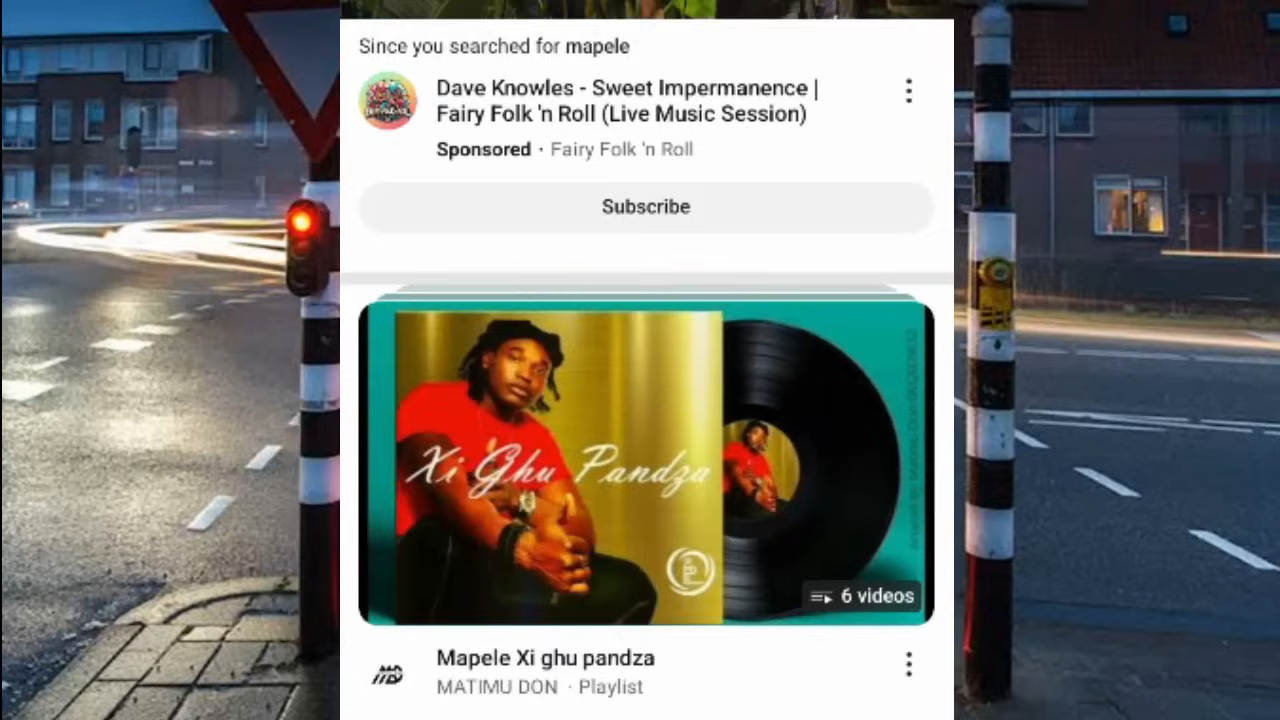 Since you searched for mapele
Dave Knowles - Sweet Impermanence |
Fairy Folk 'n Roll (Live Music Session)
Sponsored · Fairy Folk 'n Roll
Subscribe
Xi Ghu Pandza
6 videos
Mapele Xi ghu pandza
MATIMU DON · Playlist